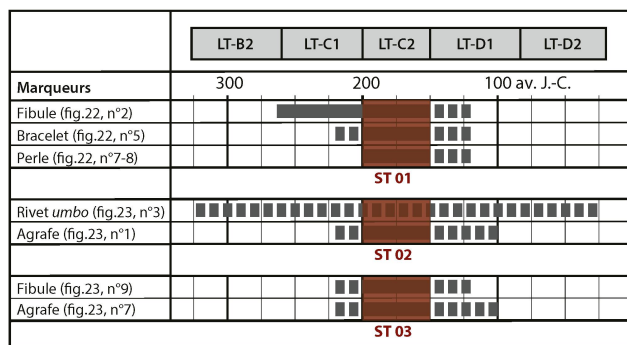 LT-B2 LT-C1 LT-C2 LT-D1 LT-D2
Marqueurs 300 200 100 av. J.-C.
Fibule (fig.22, n°2)
Bracelet (fig.22, n°5)
Perle (fig.22, n°7-8)
ST 01
Rivet umbo (fig.23, n°3)
Agrafe (fig.23, n°1)
ST 02
Fibule (fig.23, n°9)
Agrafe (fig.23, n°7)
ST 03